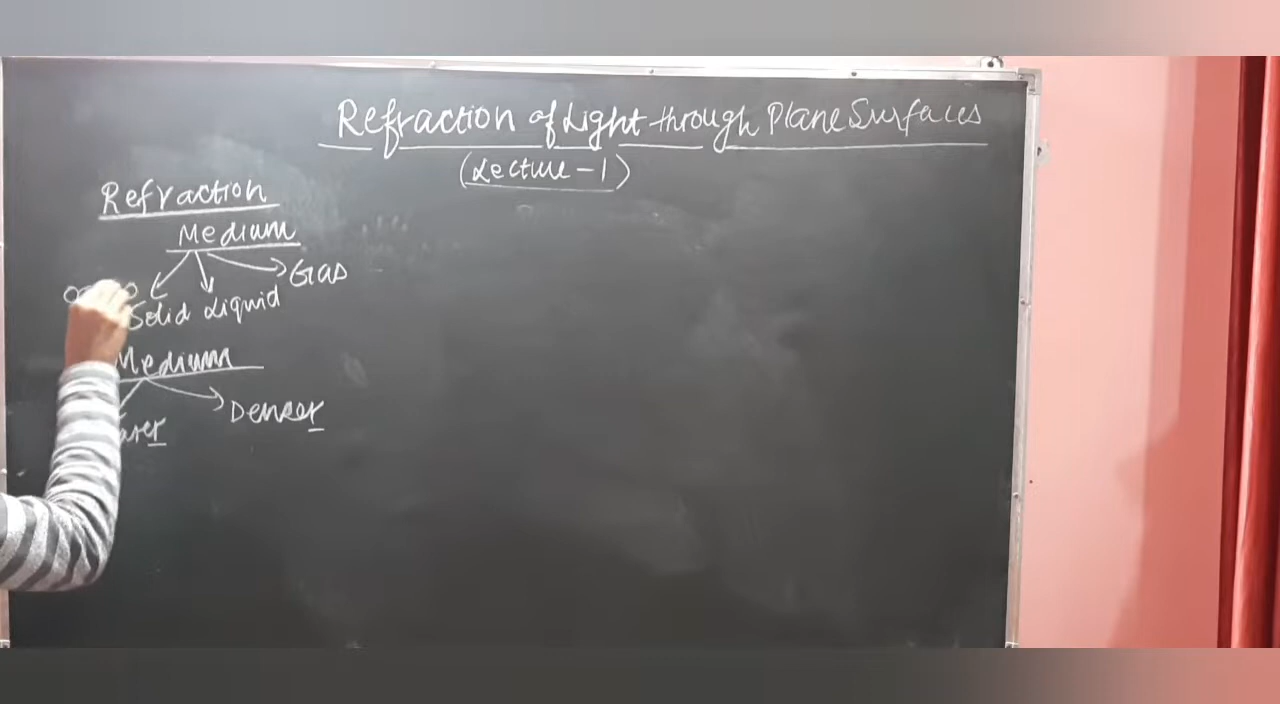 Refraction of Light through Plane Surfaces
(Lecture-1)
Refraction
Medium
Gas
Solid Liquid
Medium
Denser